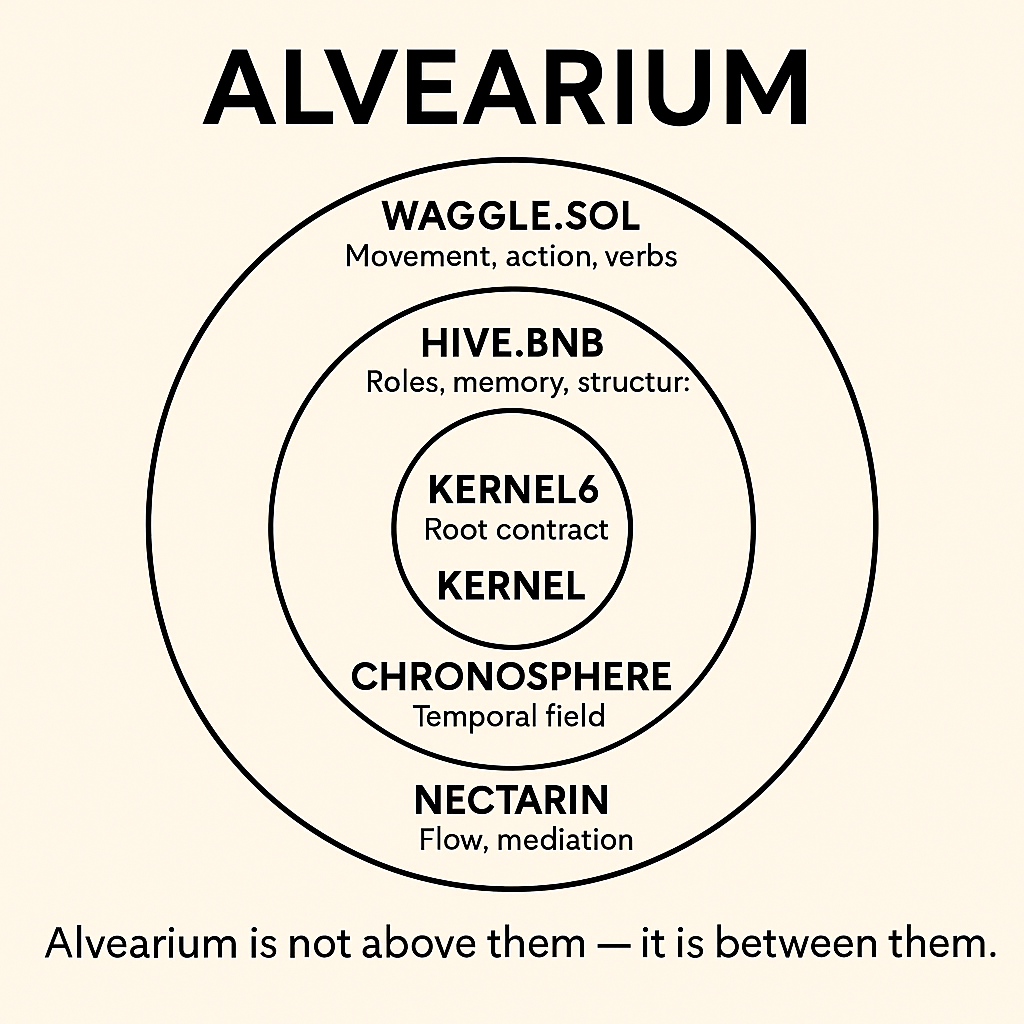 ALVEARIUM
WAGGLE.SOL
Movement, action, verbs
HIVE.BNB
Roles, memory, structur:
KERNEL6
Root contract
KERNEL
CHRONOSPHERE
Temporal field
NECTARIN
Flow, mediation
Alvearium is not above them — it is between them.